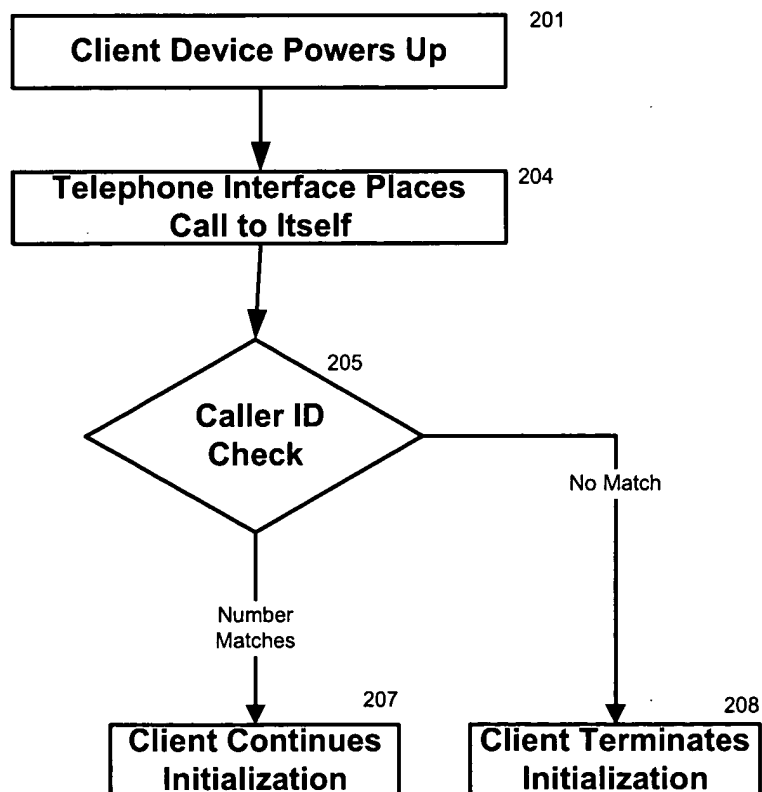 201
Client Device Powers Up
204
Telephone Interface Places
Call to Itself
205
Caller ID
Check
No Match
Number
Matches
207
208
Client Continues
Initialization
Client Terminates
Initialization